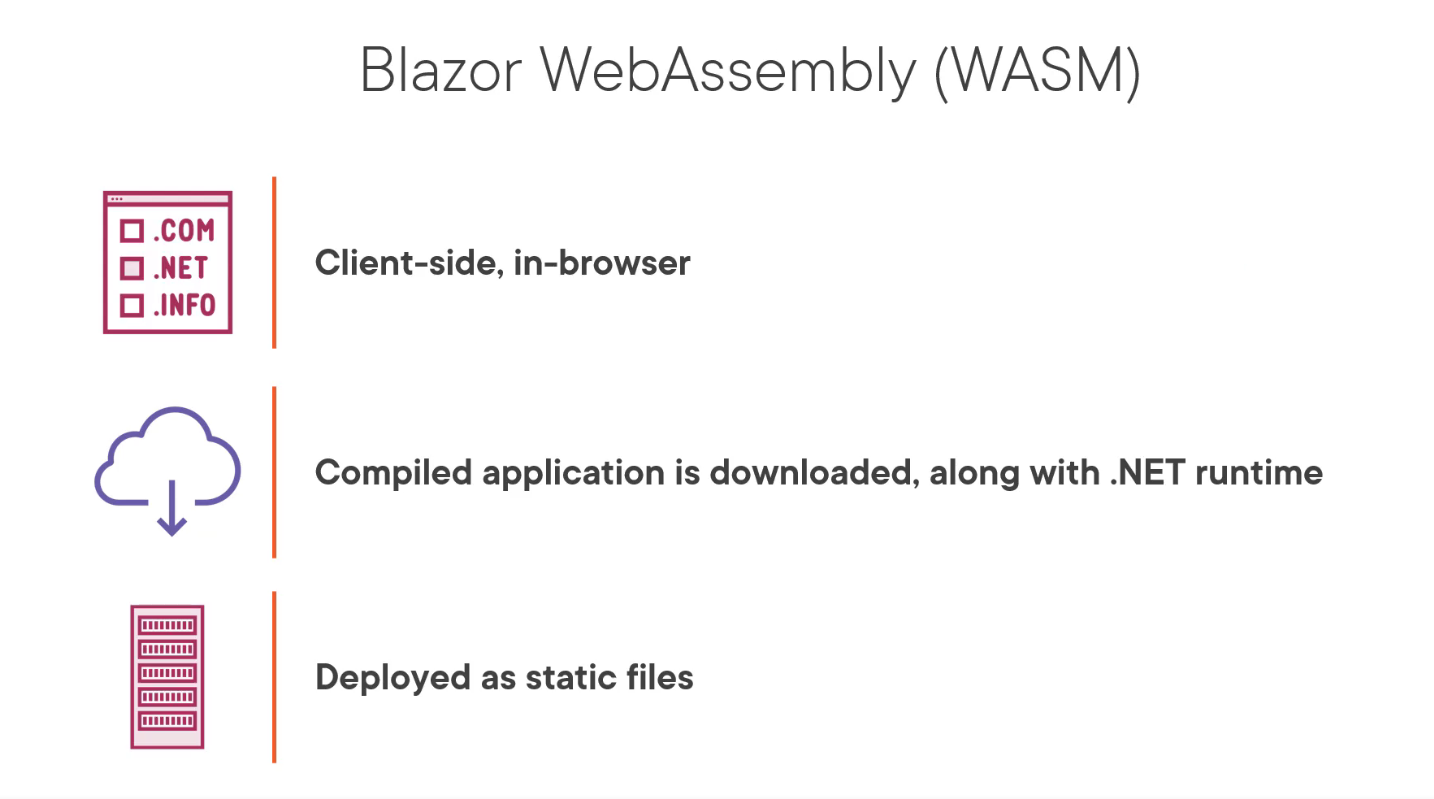 Blazor WebAssembly (WASM)
.COM
.NET
.INFO
Client-side, in-browser
Compiled application is downloaded, along with .NET runtime
Deployed as static files